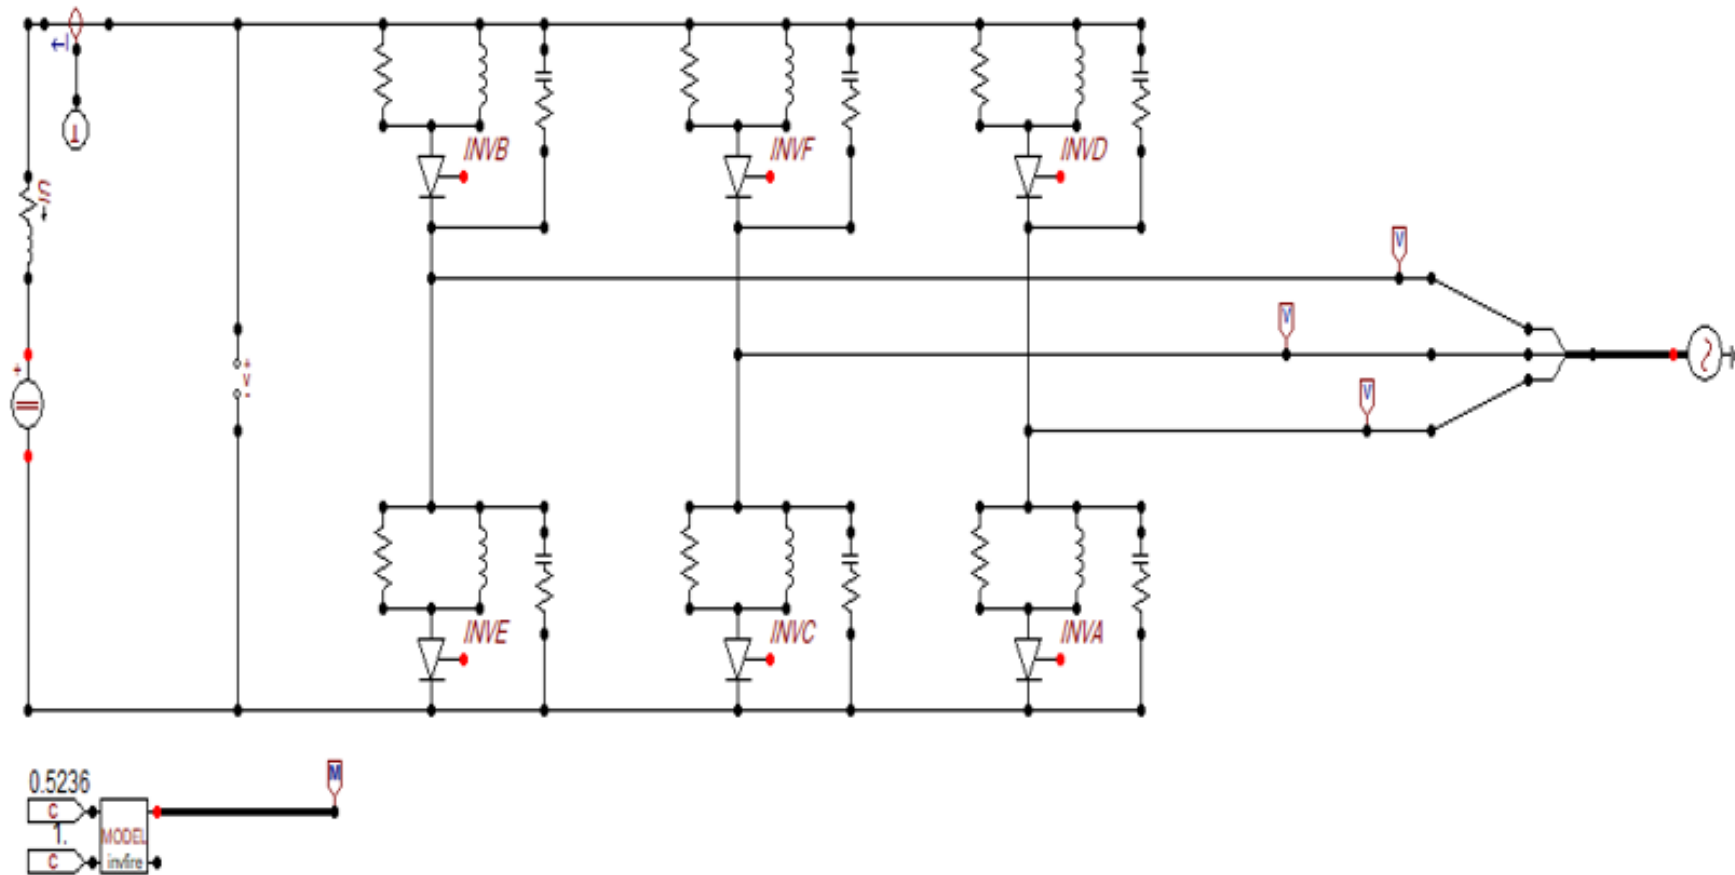 I
INVB
INVF
INVD
V
V
+
+
V
-
V
INVE
INVC
INVA
M
0.5236
C
MODEL
1.
C
invfire